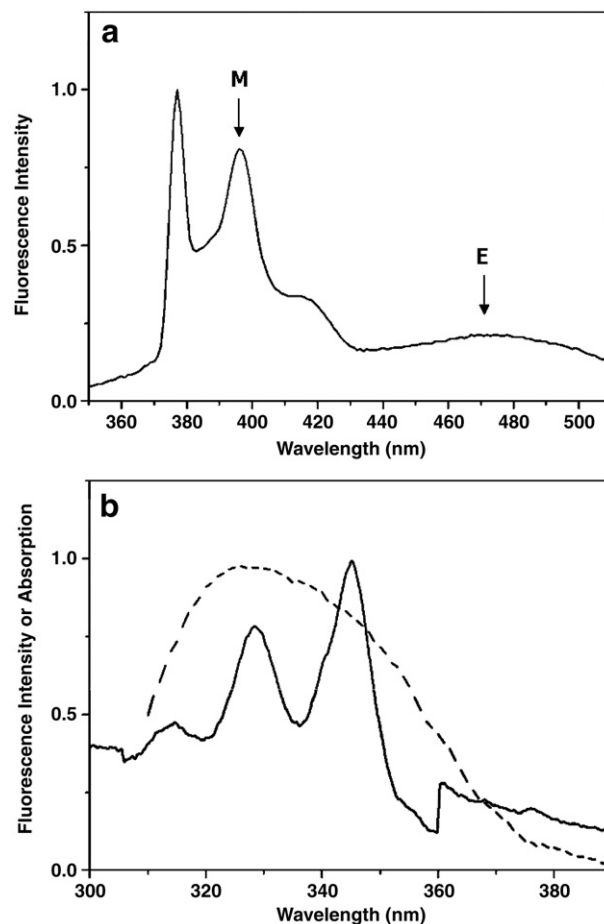 a
M
E
Fluorescence Intensity
1.0
0.5
0.0
360 380 400 420 440 460 480 500
Wavelength (nm)
b
Fluorescence Intensity or Absorption
1.0
0.5
0.0
300 320 340 360 380
Wavelength (nm)